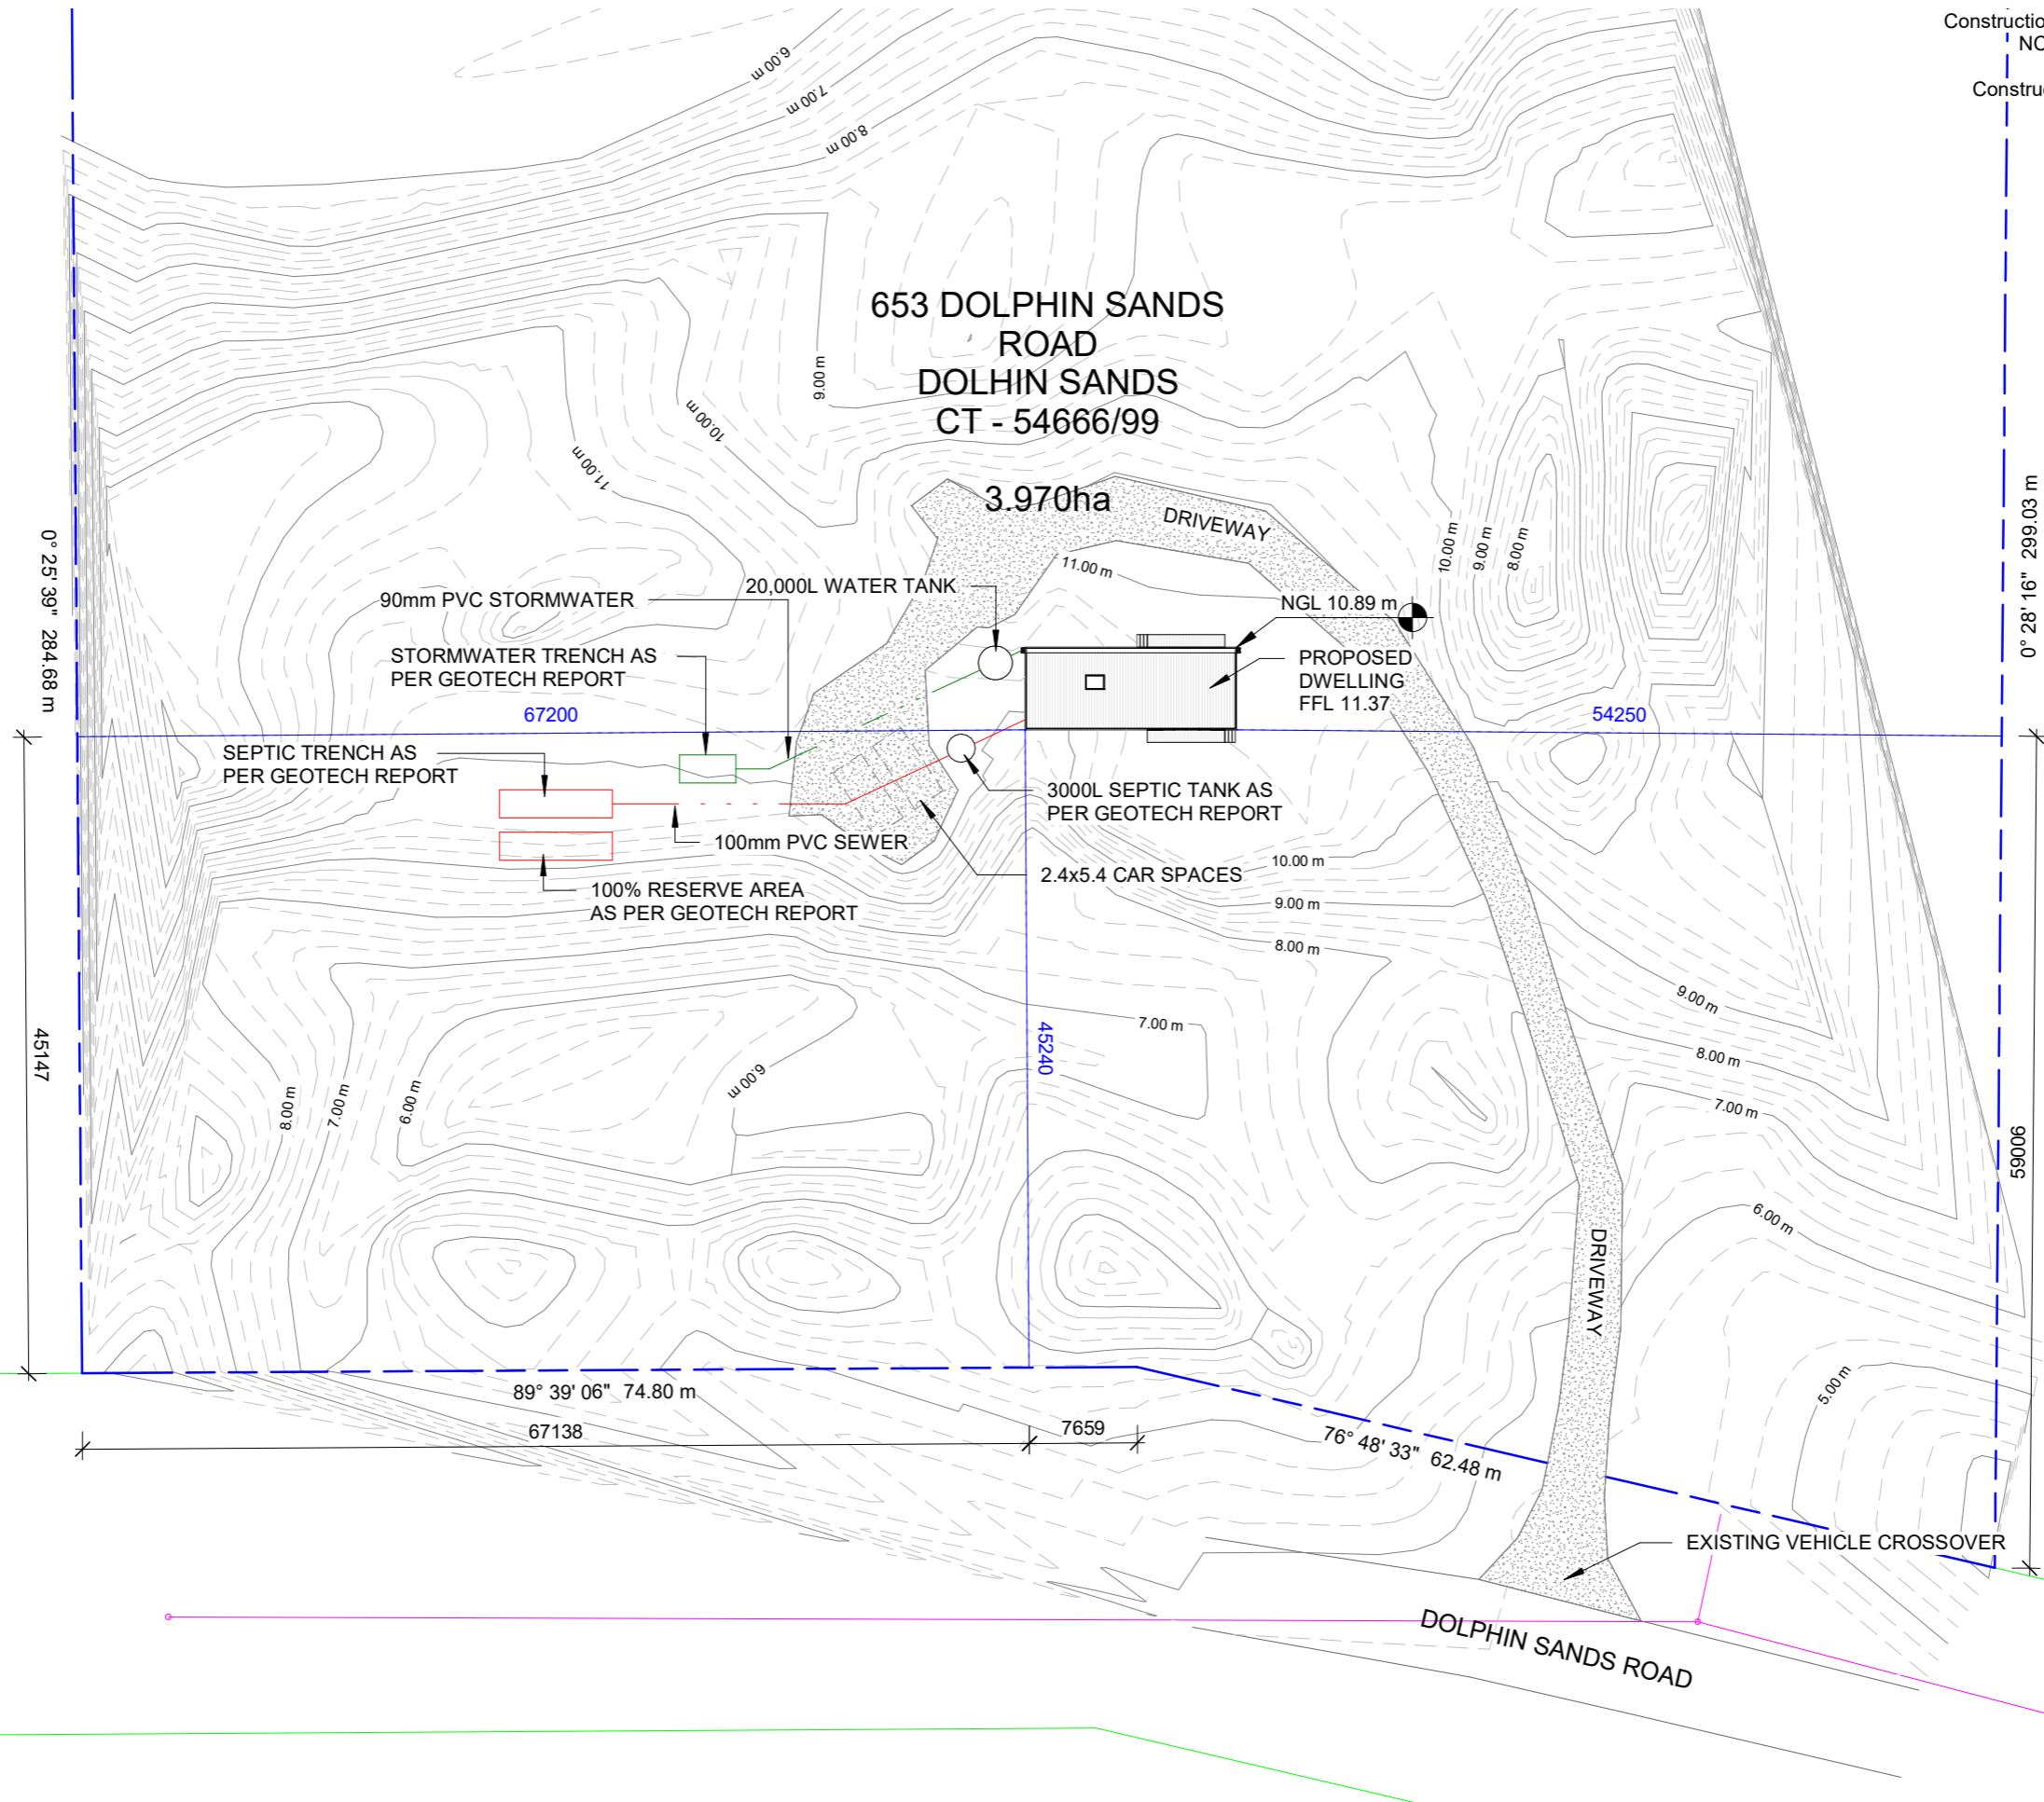 Constructio
NC
Construc
6.00 m
7.00 m
8.00 m
653 DOLPHIN SANDS
ROAD
DOLHIN SANDS
CT - 54666/99
3.970ha
9.00 m
10.00 m
11.00 m
DRIVEWAY
11.00 m
10.00 m
9.00 m
8.00 m
0° 25' 39" 284.68 m
0° 28' 16" 299.03 m
90mm PVC STORMWATER
20,000L WATER TANK
NGL 10.89 m
STORMWATER TRENCH AS
PER GEOTECH REPORT
PROPOSED
DWELLING
FFL 11.37
67200
54250
SEPTIC TRENCH AS
PER GEOTECH REPORT
3000L SEPTIC TANK AS
PER GEOTECH REPORT
100mm PVC SEWER
10.00 m
2.4x5.4 CAR SPACES
100% RESERVE AREA
AS PER GEOTECH REPORT
9.00 m
8.00 m
9.00 m
7.00 m
45147
45240
8.00 m
7.00 m
6.00 m
6.00 m
8.00 m
7.00 m
59006
6.00 m
DRIVEWAY
5.00 m
89° 39' 06" 74.80 m
67138
7659
76° 48' 33" 62.48 m
EXISTING VEHICLE CROSSOVER
DOLPHIN SANDS ROAD